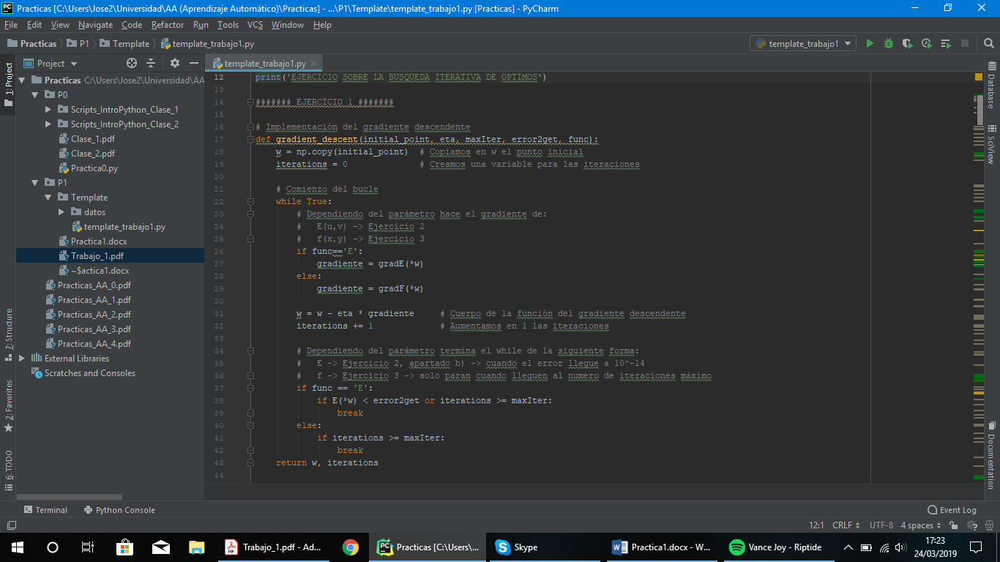 Practicas [C:\Users\Jose2\Universidad\AA (Aprendizaje Automático)\Practicas] - ...\P1\Template\template_trabajo1.py [Practicas] - PyCharm
File Edit View Navigate Code Refactor Run Tools VCS Window Help
Practicas P1 Template template_trabajo1.py
template_trabajo1
1: Project
Project
template_trabajo1.py
Practicas C:\Users\Jose2\Universidad\AA
P0
Scripts_IntroPython_Clase_1
Scripts_IntroPython_Clase_2
Clase_1.pdf
Clase_2.pdf
Practica0.py
P1
Template
datos
template_trabajo1.py
Practica1.docx
Trabajo_1.pdf
~$actica1.docx
Practicas_AA_0.pdf
Practicas_AA_1.pdf
Practicas_AA_2.pdf
Practicas_AA_3.pdf
Practicas_AA_4.pdf
External Libraries
Scratches and Consoles
7: Structure
2: Favorites
6: TODO
12 print('EJERCICIO SOBRE LA BUSQUEDA ITERATIVA DE OPTIMOS')
13
14 ####### EJERCICIO 1 #######
15
16 # Implementación del gradiente descendente
17 def gradient_descent(initial_point, eta, maxIter, error2get, func):
18 w = np.copy(initial_point) # Copiamos en w el punto inicial
19 iterations = 0 # Creamos una variable para las iteraciones
20
21 # Comienzo del bucle
22 while True:
23 # Dependiendo del parámetro hace el gradiente de:
24 # E(u,v) -> Ejercicio 2
25 # f(x,y) -> Ejercicio 3
26 if func=='E':
27 gradiente = gradE(*w)
28 else:
29 gradiente = gradF(*w)
30
31 w = w - eta * gradiente # Cuerpo de la función del gradiente descendente
32 iterations += 1 # Aumentamos en 1 las iteraciones
33
34 # Dependiendo del parámetro termina el while de la siguiente forma:
35 # E -> Ejercicio 2, apartado b) -> cuando el error llegue a 10^-14
36 # f -> Ejercicio 3 -> solo paran cuando lleguen al numero de iteraciones máximo
37 if func == 'E':
38 if E(*w) < error2get or iterations >= maxIter:
39 break
40 else:
41 if iterations >= maxIter:
42 break
43 return w, iterations
44
Database
SciView
Documentation
Terminal Python Console Event Log
12:1 CRLF UTF-8 4 spaces
Trabajo_1.pdf - Ad...
Practicas [C:\Users\...
Skype
Practica1.docx - W...
Vance Joy - Riptide
17:23
24/03/2019